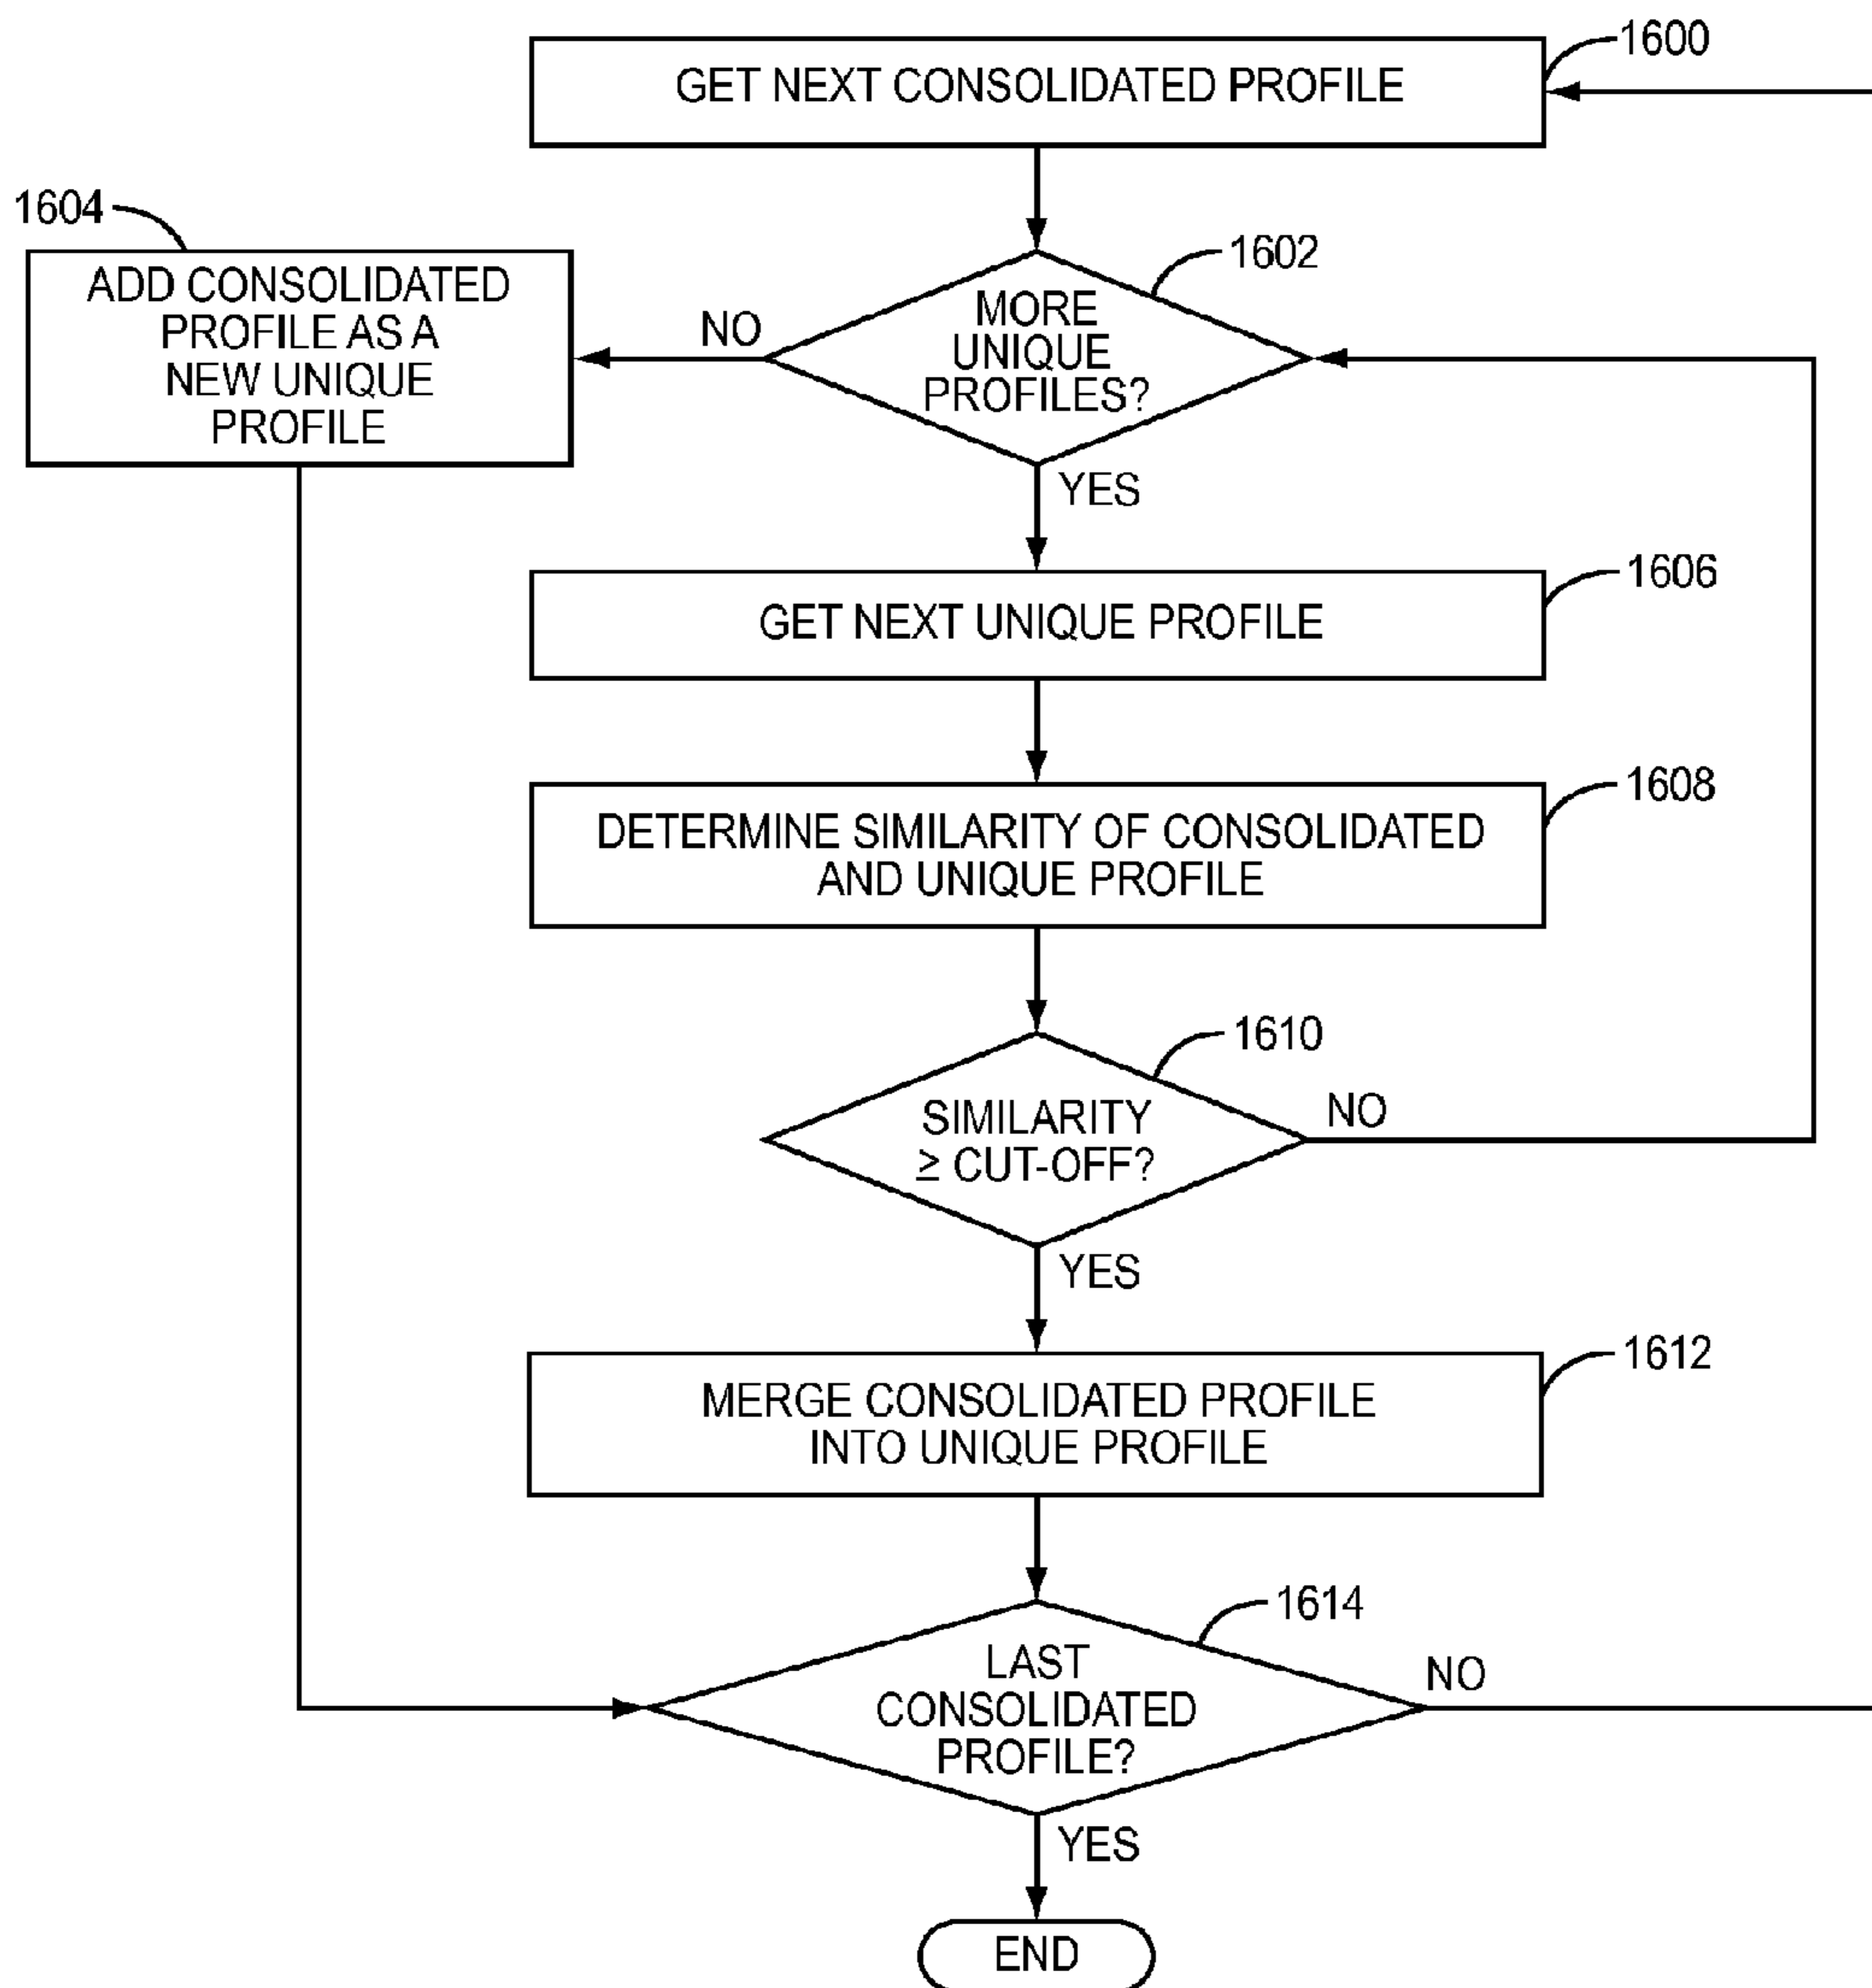 GET NEXT CONSOLIDATED PROFILE
1600
1604
ADD CONSOLIDATED
PROFILE AS A
NEW UNIQUE
PROFILE
NO
MORE
UNIQUE
PROFILES?
1602
YES
GET NEXT UNIQUE PROFILE
1606
DETERMINE SIMILARITY OF CONSOLIDATED
AND UNIQUE PROFILE
1608
SIMILARITY
≥ CUT-OFF?
1610
NO
YES
MERGE CONSOLIDATED PROFILE
INTO UNIQUE PROFILE
1612
LAST
CONSOLIDATED
PROFILE?
1614
NO
YES
END